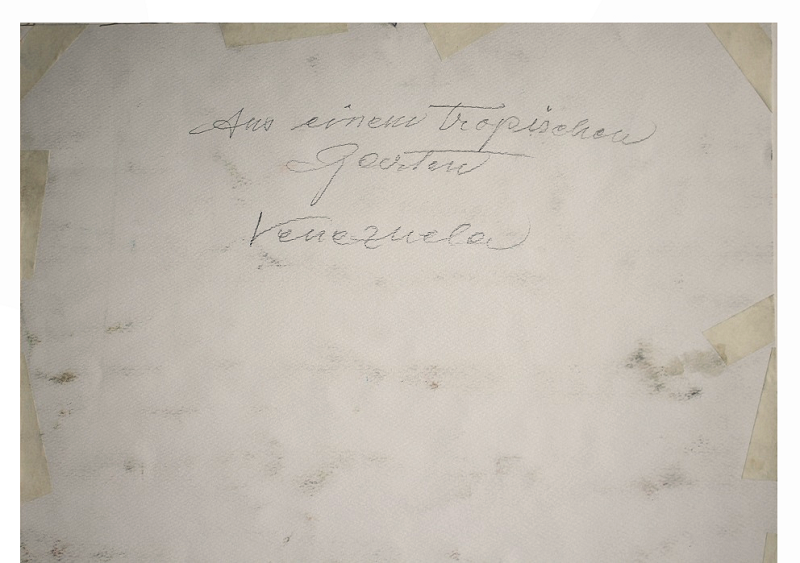 Aus einem tropischen
Garten
Venezuela